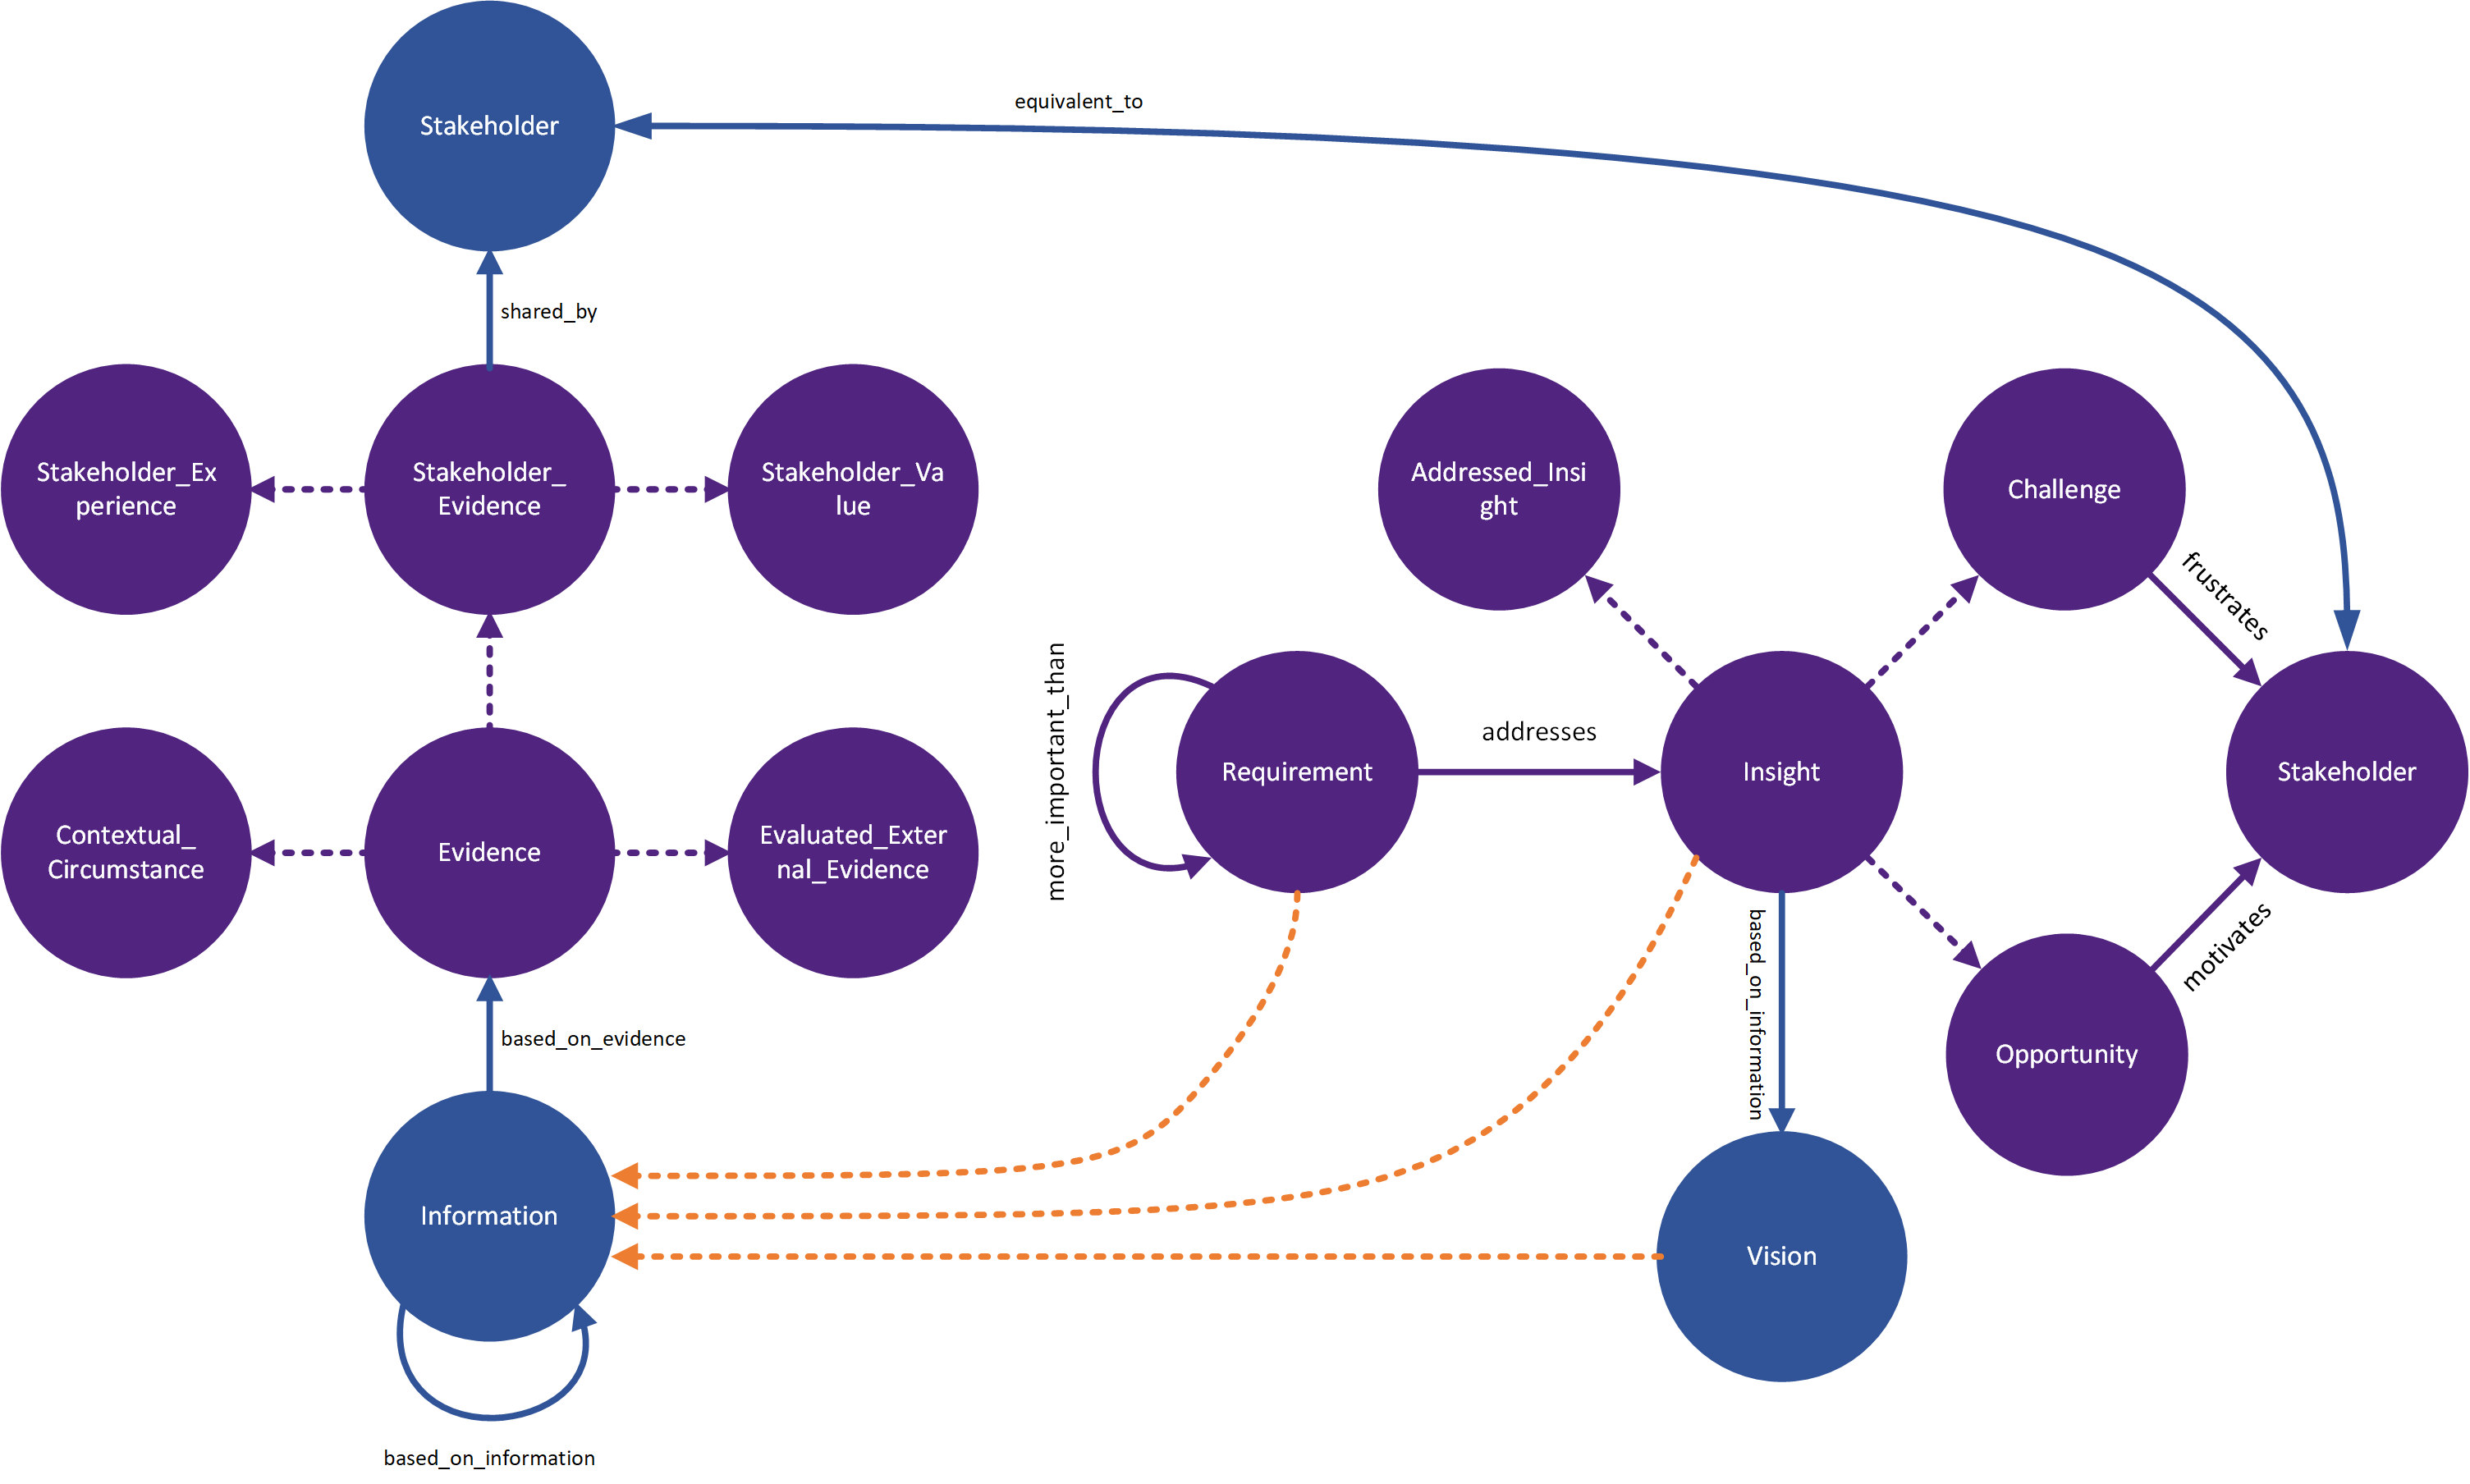 Stakeholder
equivalent_to
shared_by
Stakeholder_Ex
perience
Stakeholder_
Evidence
Stakeholder_Va
lue
Addressed_Insi
ght
Challenge
frustrates
more_important_than
Requirement
addresses
Insight
Stakeholder
Contextual_
Circumstance
Evidence
Evaluated_Exter
nal_Evidence
based_on_information
motivates
based_on_evidence
Opportunity
Information
Vision
based_on_information